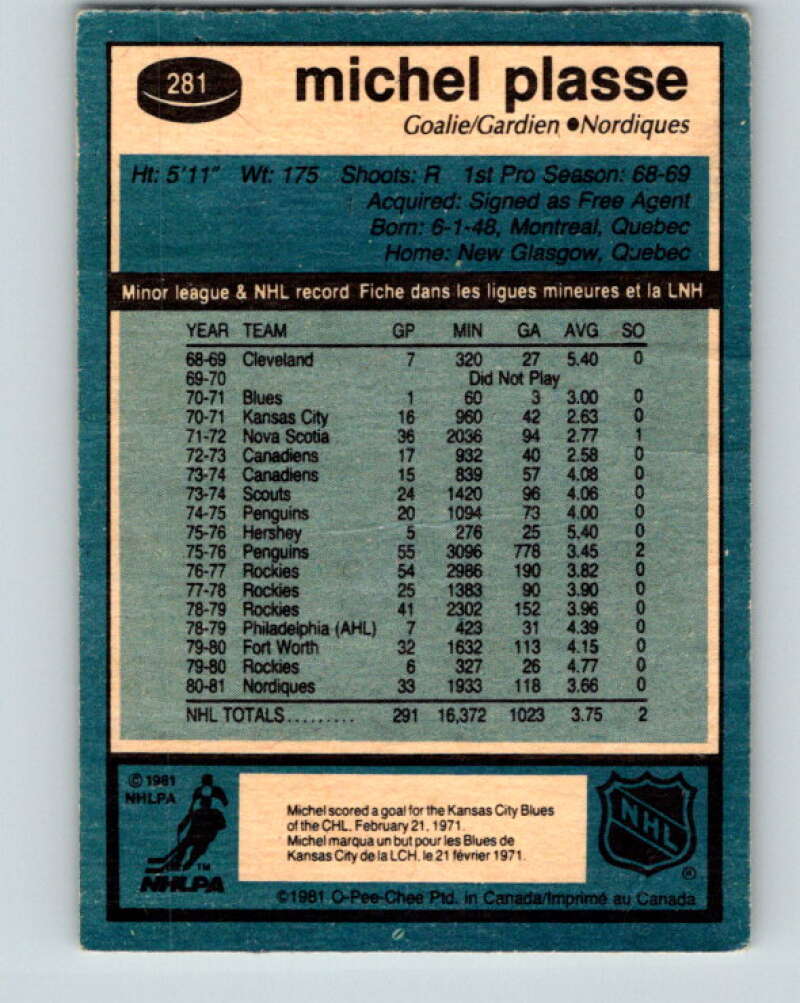 281
michel plasse
Goalie/Gardien •Nordiques
Ht: 5'11" Wt: 175 Shoots: R 1st Pro Season: 68-69
Acquired: Signed as Free Agent
Born: 6-1-48, Montreal, Quebec
Home: New Glasgow, Quebec
Minor league & NHL record Fiche dans les ligues mineures et la LNH
YEAR TEAM GP MIN GA AVG SO
68-69 Cleveland 7 320 27 5.40 0
69-70 Did Not Play
70-71 Blues 1 60 3 3.00 0
70-71 Kansas City 16 960 42 2.63 0
71-72 Nova Scotia 36 2036 94 2.77 1
72-73 Canadiens 17 932 40 2.58 0
73-74 Canadiens 15 839 57 4.08 0
73-74 Scouts 24 1420 96 4.06 0
74-75 Penguins 20 1094 73 4.00 0
75-76 Hershey 5 276 25 5.40 0
75-76 Penguins 55 3096 778 3.45 2
76-77 Rockies 54 2986 190 3.82 0
77-78 Rockies 25 1383 90 3.90 0
78-79 Rockies 41 2302 152 3.96 0
78-79 Philadelphia (AHL) 7 423 31 4.39 0
79-80 Fort Worth 32 1632 113 4.15 0
79-80 Rockies 6 327 26 4.77 0
80-81 Nordiques 33 1933 118 3.66 0
NHL TOTALS......... 291 16,372 1023 3.75 2
© 1981
NHLPA
Michel scored a goal for the Kansas City Blues
of the CHL, February 21, 1971.
Michel marqua un but pour les Blues de
Kansas City de la LCH, le 21 février 1971.
NHL
®
TM
NHLPA
©1981 O-Pee-Chee Ptd. in Canada/Imprimé au Canada